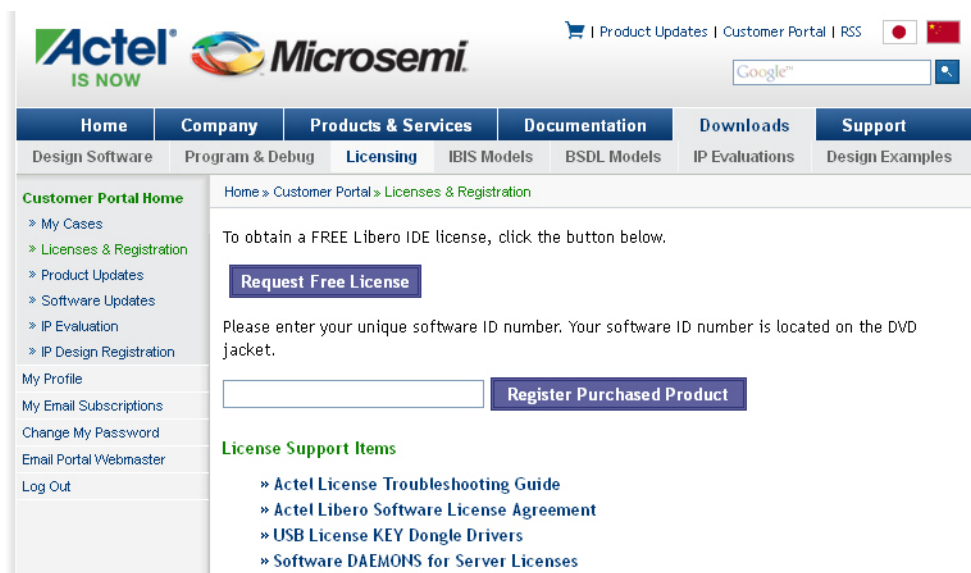 Actel®
IS NOW
Microsemi.
| Product Updates | Customer Portal | RSS
Google™
Home Company Products & Services Documentation Downloads Support
Design Software Program & Debug Licensing IBIS Models BSDL Models IP Evaluations Design Examples
Customer Portal Home
» My Cases
» Licenses & Registration
» Product Updates
» Software Updates
» IP Evaluation
» IP Design Registration
My Profile
My Email Subscriptions
Change My Password
Email Portal Webmaster
Log Out
Home » Customer Portal » Licenses & Registration
To obtain a FREE Libero IDE license, click the button below.
Request Free License
Please enter your unique software ID number. Your software ID number is located on the DVD
jacket.
Register Purchased Product
License Support Items
» Actel License Troubleshooting Guide
» Actel Libero Software License Agreement
» USB License KEY Dongle Drivers
» Software DAEMONS for Server Licenses